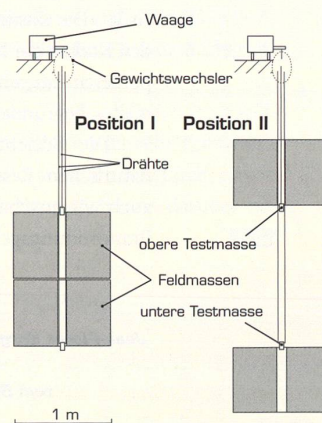 Waage
Gewichtswechsler
Position I Position II
Drähte
obere Testmasse
Feldmassen
untere Testmasse
1 m